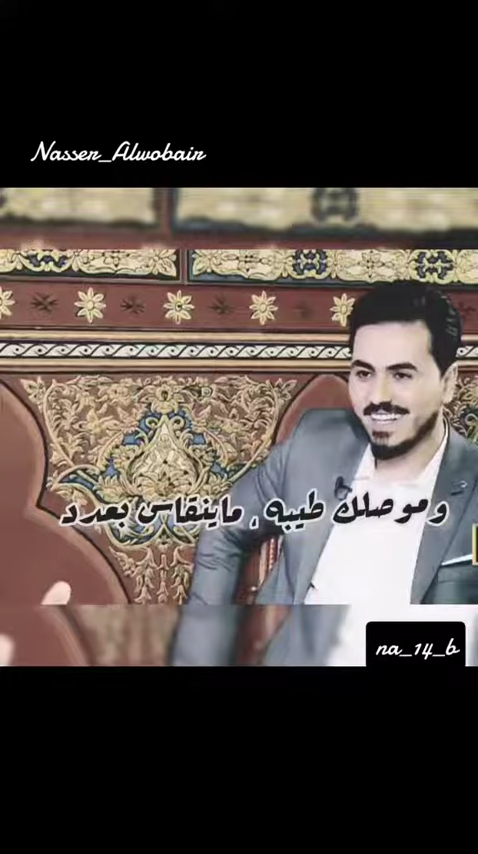 Nasser_Alwobair
وموصلك طيبه . ماينقاس بعدد
na_14_b